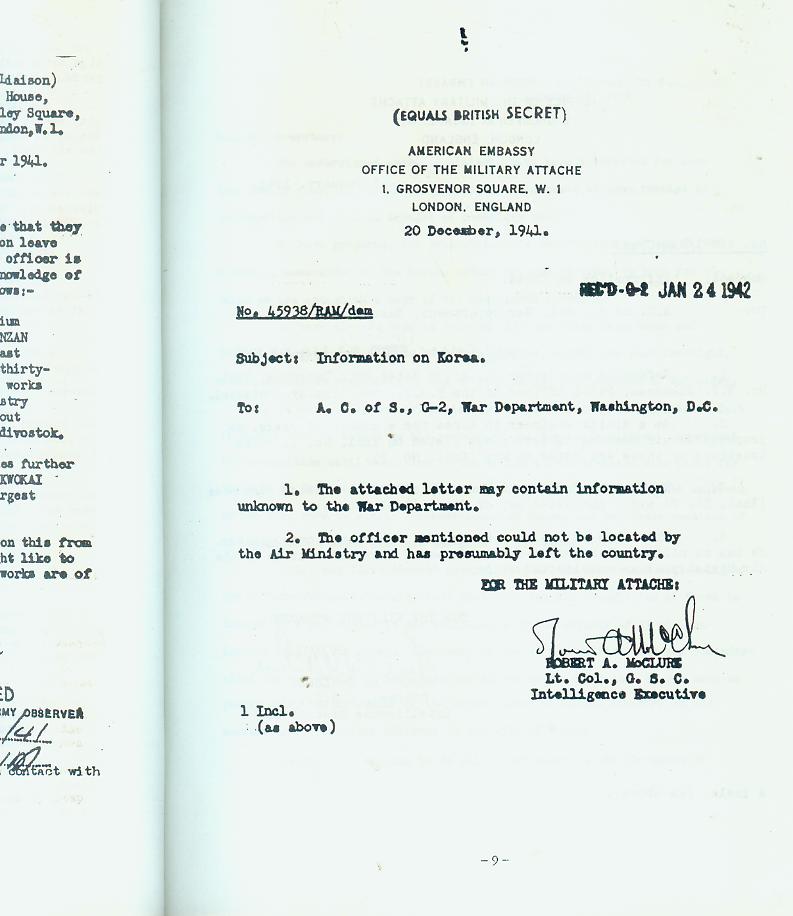 Liaison)
House,
ley Square,
ndon,W.1.
r 1941.
e that they
on leave
officer is
nowledge of
ows:-
ium
NZAN
ast
thirty-
works
stry
out
divostok.
es further
KWOKAI
rgest
on this from
ht like to
works are of
ED
MY OBSERVER
/41
contact with
(EQUALS BRITISH SECRET)
AMERICAN EMBASSY
OFFICE OF THE MILITARY ATTACHE
1, GROSVENOR SQUARE, W. 1
LONDON, ENGLAND
20 December, 1941.
REC'D-G-2 JAN 24 1942
No. 45938/RAM/dam
Subject: Information on Korea.
To: A. C. of S., G-2, War Department, Washington, D.C.
1. The attached letter may contain information
unknown to the War Department.
2. The officer mentioned could not be located by
the Air Ministry and has presumably left the country.
FOR THE MILITARY ATTACHE:
ROBERT A. McCLURE
Lt. Col., G. S. C.
Intelligence Executive
1 Incl.
(as above)
-9-